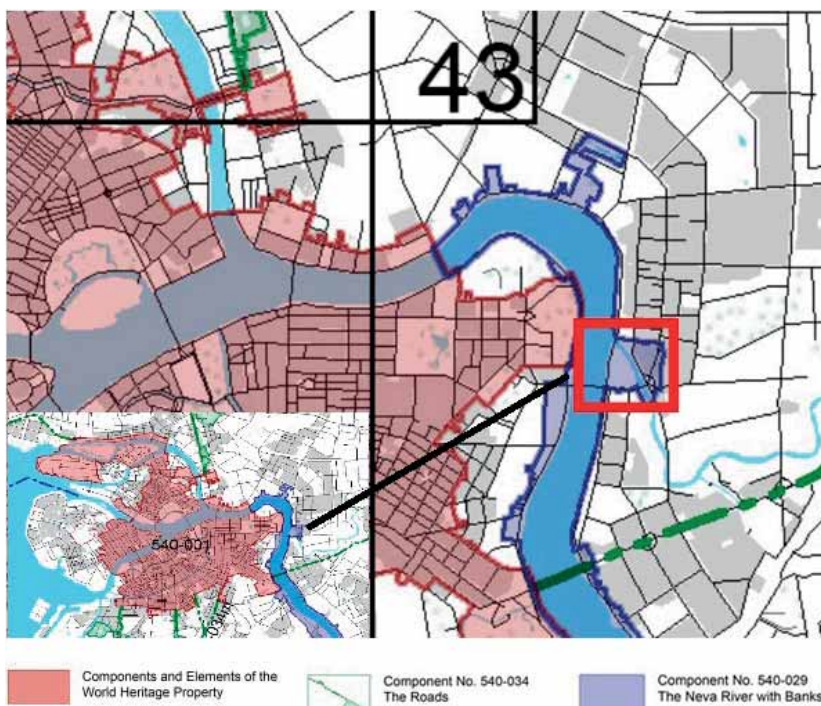 43
540-001
Components and Elements of the
World Heritage Property
Component No. 540-034
The Roads
Component No. 540-029
The Neva River with Banks